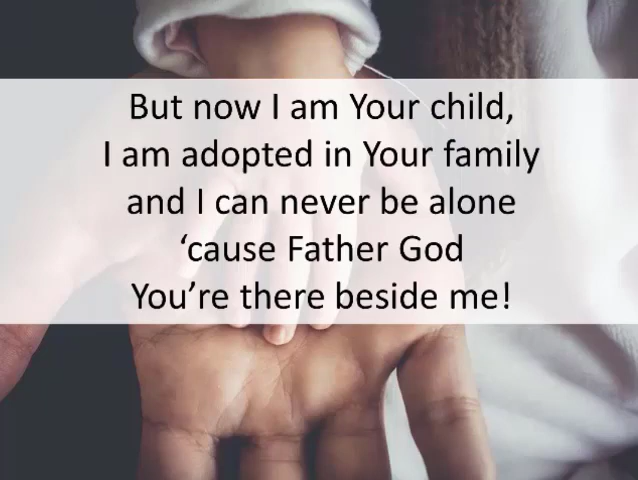 But now I am Your child,
I am adopted in Your family
and I can never be alone
‘cause Father God
You’re there beside me!